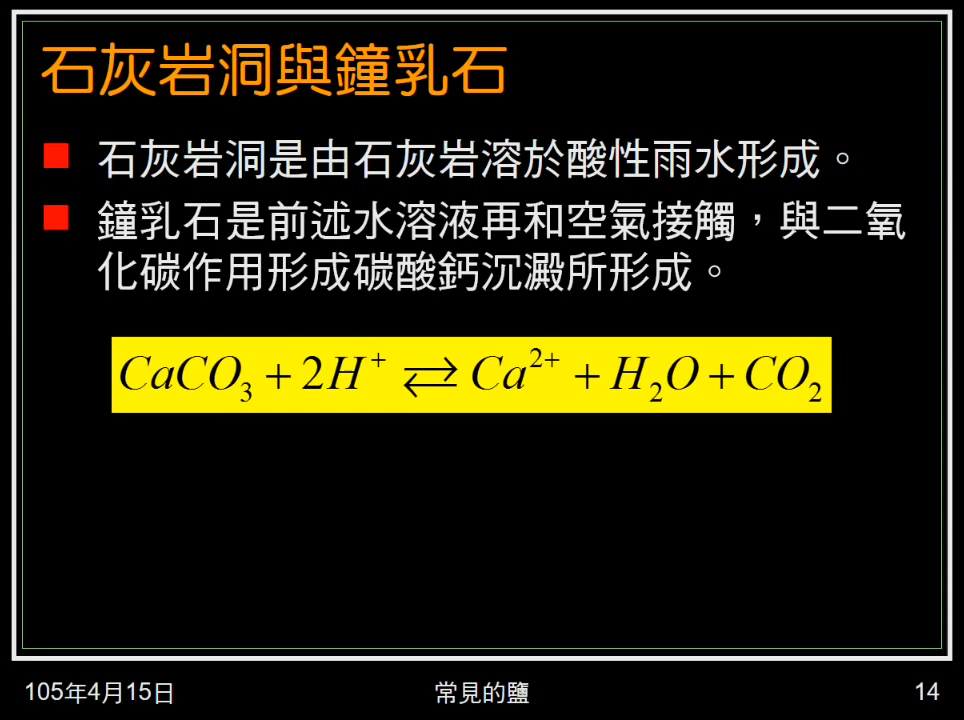 石灰岩洞與鐘乳石
石灰岩洞是由石灰岩溶於酸性雨水形成。
鐘乳石是前述水溶液再和空氣接觸，與二氧
化碳作用形成碳酸鈣沉澱所形成。
CaCO₃ + 2H⁺ ⇄ Ca²⁺ + H₂O + CO₂
105年4月15日
常見的鹽
14